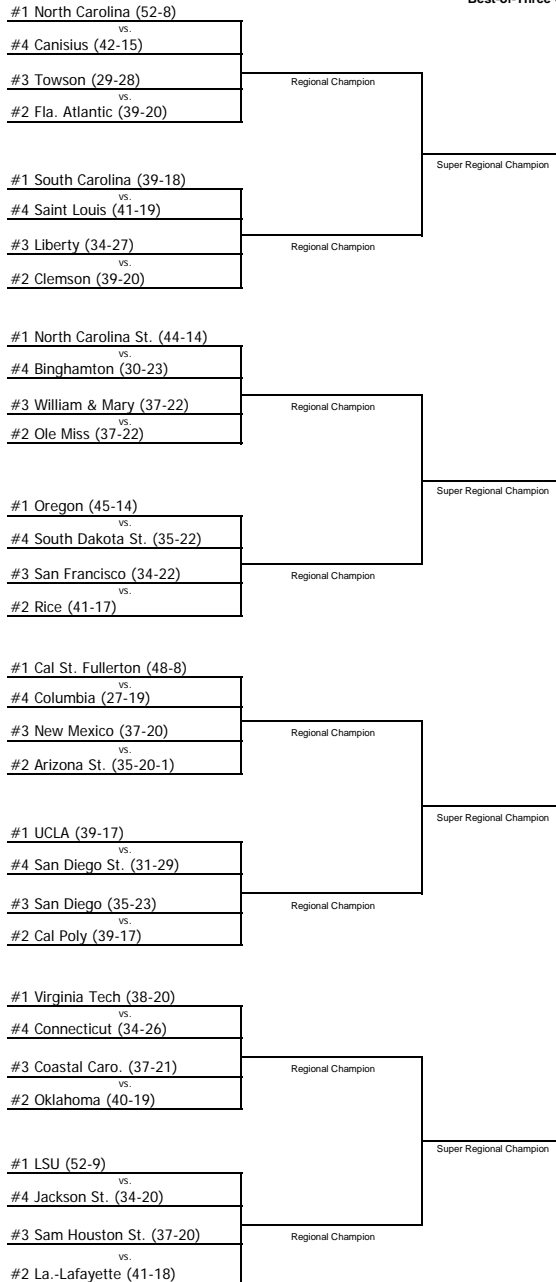 Best-of-Three
#1 North Carolina (52-8)
vs.
#4 Canisius (42-15)
#3 Towson (29-28)
vs.
#2 Fla. Atlantic (39-20)
Regional Champion
Super Regional Champion
#1 South Carolina (39-18)
vs.
#4 Saint Louis (41-19)
#3 Liberty (34-27)
vs.
#2 Clemson (39-20)
Regional Champion
#1 North Carolina St. (44-14)
vs.
#4 Binghamton (30-23)
#3 William & Mary (37-22)
vs.
#2 Ole Miss (37-22)
Regional Champion
Super Regional Champion
#1 Oregon (45-14)
vs.
#4 South Dakota St. (35-22)
#3 San Francisco (34-22)
vs.
#2 Rice (41-17)
Regional Champion
#1 Cal St. Fullerton (48-8)
vs.
#4 Columbia (27-19)
#3 New Mexico (37-20)
vs.
#2 Arizona St. (35-20-1)
Regional Champion
Super Regional Champion
#1 UCLA (39-17)
vs.
#4 San Diego St. (31-29)
#3 San Diego (35-23)
vs.
#2 Cal Poly (39-17)
Regional Champion
#1 Virginia Tech (38-20)
vs.
#4 Connecticut (34-26)
#3 Coastal Caro. (37-21)
vs.
#2 Oklahoma (40-19)
Regional Champion
Super Regional Champion
#1 LSU (52-9)
vs.
#4 Jackson St. (34-20)
#3 Sam Houston St. (37-20)
vs.
#2 La.-Lafayette (41-18)
Regional Champion